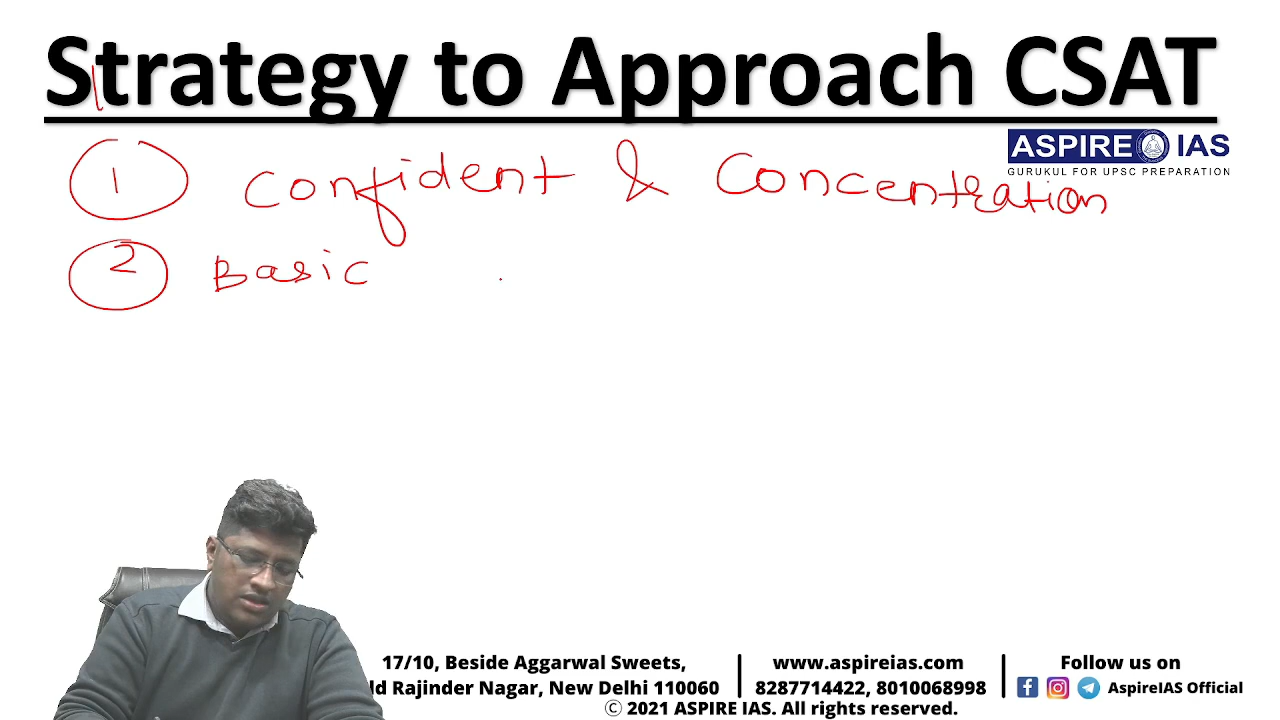 Strategy to Approach CSAT
ASPIRE IAS
GURUKUL FOR UPSC PREPARATION
1 Confident & Concentration
2 Basic
17/10, Beside Aggarwal Sweets,
ld Rajinder Nagar, New Delhi 110060
www.aspireias.com
8287714422, 8010068998
Follow us on
AspireIAS Official
© 2021 ASPIRE IAS. All rights reserved.